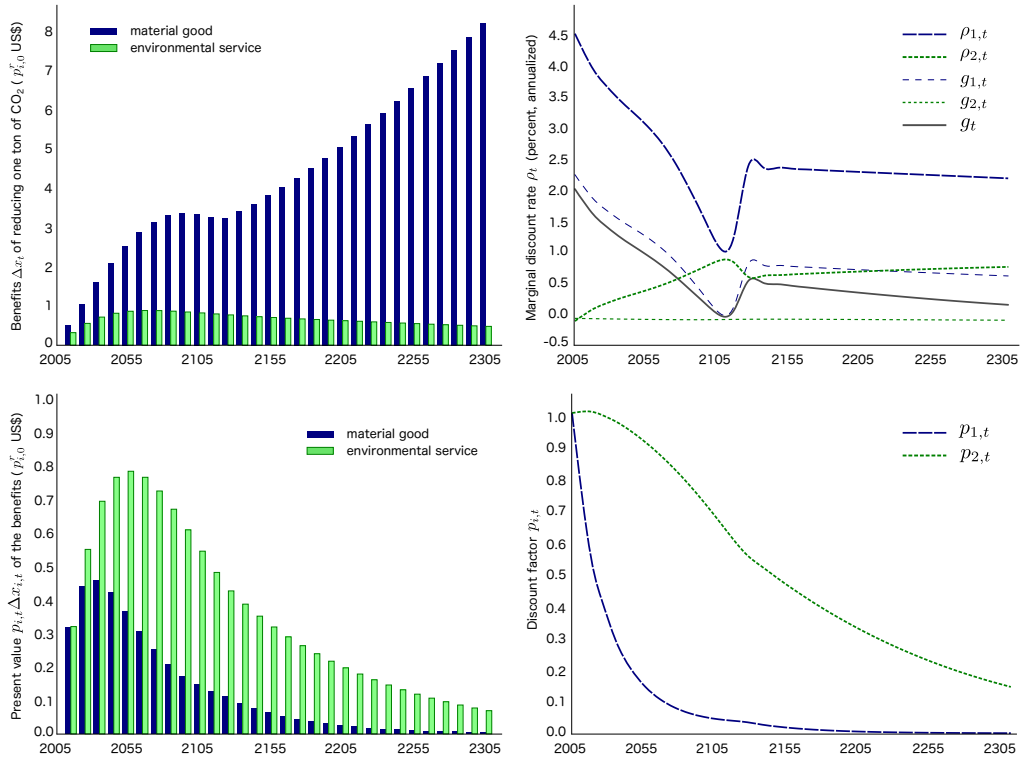 Benefits Δx_t of reducing one ton of CO₂ ( p^r_{i,0} US$)
8
7
6
5
4
3
2
1
0
2005 2055 2105 2155 2205 2255 2305
material good
environmental service
Marginal discount rate ρ_t (percent, annualized)
4.5
4.0
3.5
3.0
2.5
2.0
1.5
1.0
0.5
0.0
-0.5
2005 2055 2105 2155 2205 2255 2305
ρ_{1,t}
ρ_{2,t}
g_{1,t}
g_{2,t}
g_t
Present value p_{i,t}Δx_{i,t} of the benefits ( p^r_{i,0} US$)
1.0
0.9
0.8
0.7
0.6
0.5
0.4
0.3
0.2
0.1
0.0
2005 2055 2105 2155 2205 2255 2305
material good
environmental service
Discount factor p_{i,t}
1.0
0.9
0.8
0.7
0.6
0.5
0.4
0.3
0.2
0.1
0.0
2005 2055 2105 2155 2205 2255 2305
p_{1,t}
p_{2,t}